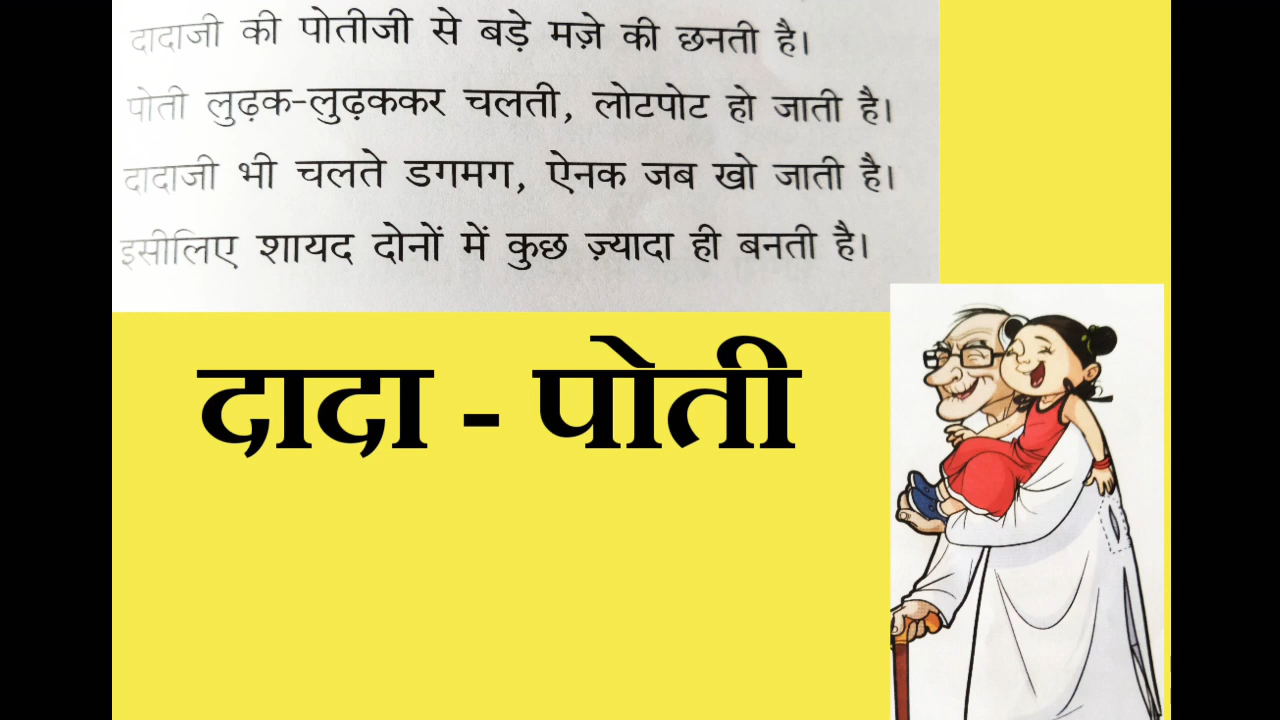 दादाजी की पोतीजी से बड़े मज़े की छनती है।
पोती लुढ़क-लुढ़ककर चलती, लोटपोट हो जाती है।
दादाजी भी चलते डगमग, ऐनक जब खो जाती है।
इसीलिए शायद दोनों में कुछ ज़्यादा ही बनती है।
दादा - पोती